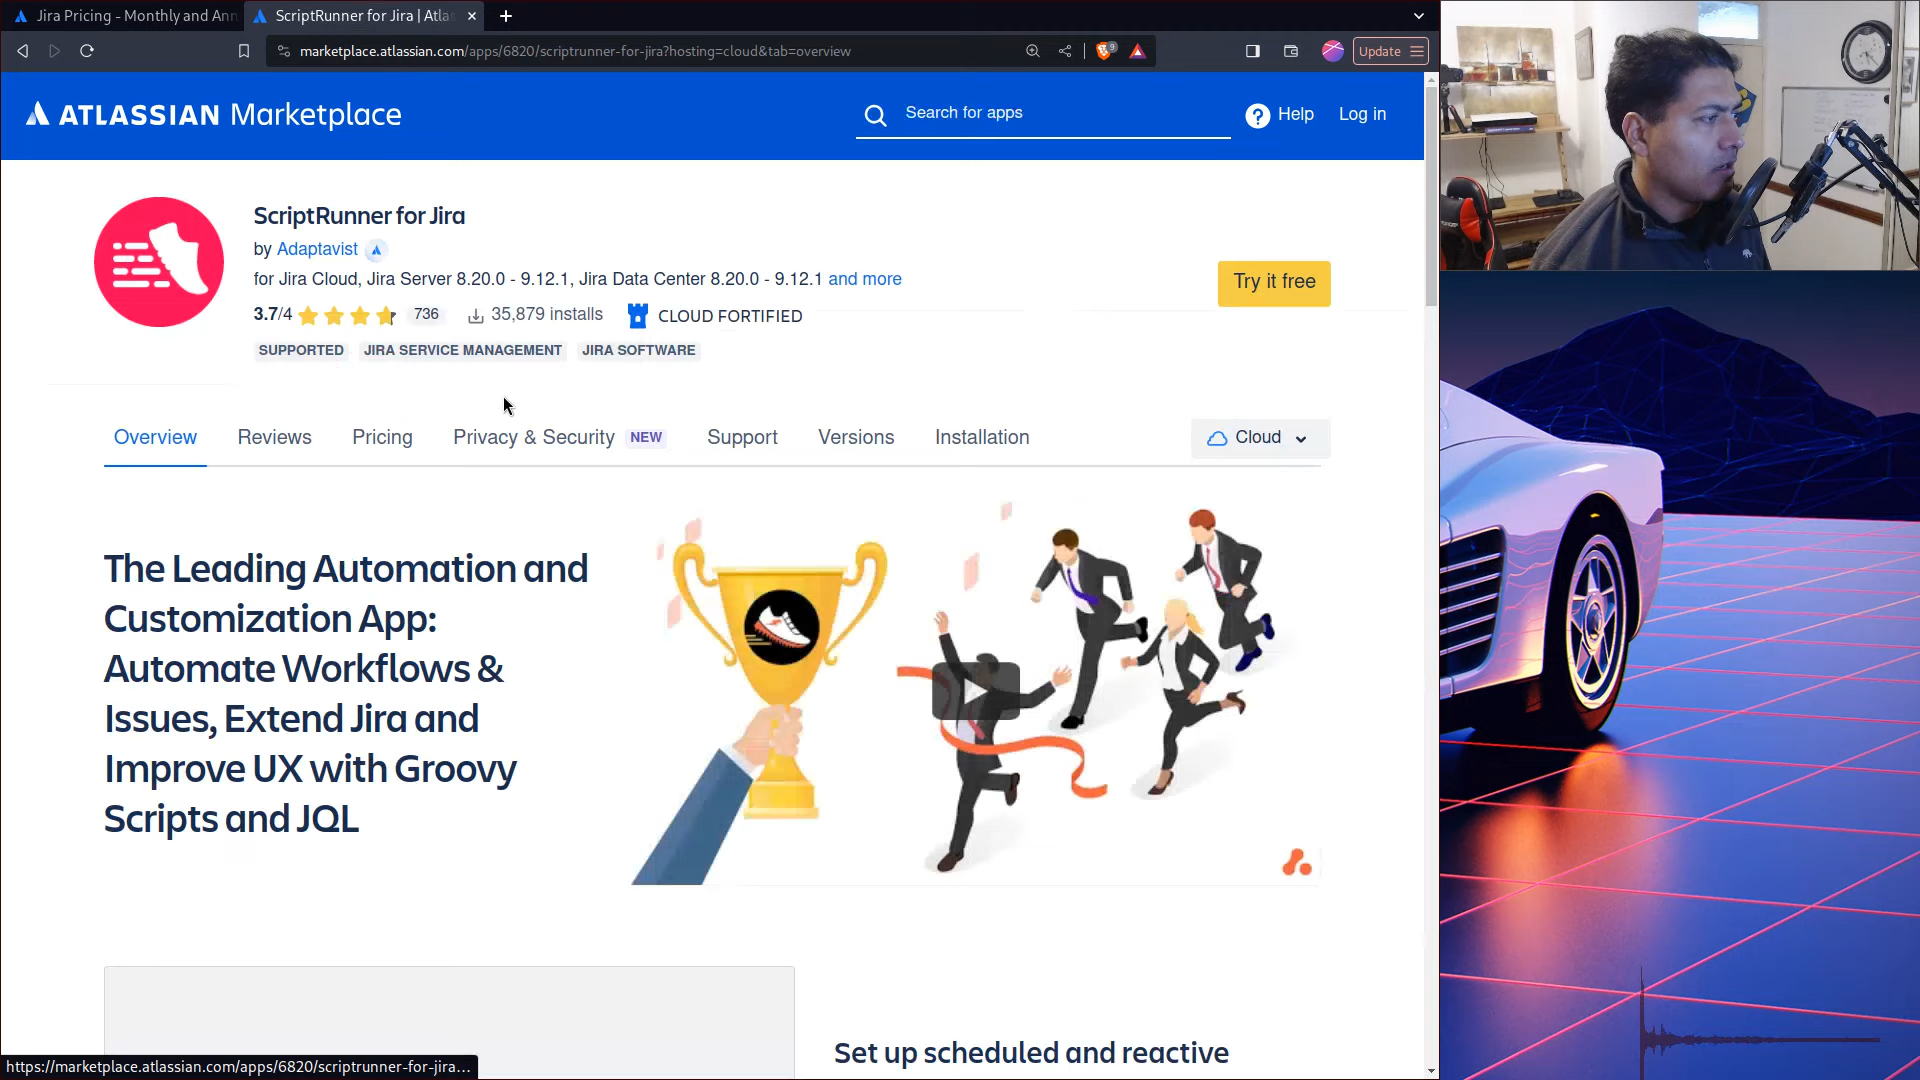 Jira Pricing - Monthly and Ann
ScriptRunner for Jira | Atla
marketplace.atlassian.com/apps/6820/scriptrunner-for-jira?hosting=cloud&tab=overview
9
Update
ATLASSIAN Marketplace
Search for apps
? Help
Log in
ScriptRunner for Jira
by Adaptavist
for Jira Cloud, Jira Server 8.20.0 - 9.12.1, Jira Data Center 8.20.0 - 9.12.1 and more
Try it free
3.7/4 736 35,879 installs CLOUD FORTIFIED
SUPPORTED JIRA SERVICE MANAGEMENT JIRA SOFTWARE
Overview Reviews Pricing Privacy & Security NEW Support Versions Installation
Cloud
The Leading Automation and
Customization App:
Automate Workflows &
Issues, Extend Jira and
Improve UX with Groovy
Scripts and JQL
Set up scheduled and reactive
https://marketplace.atlassian.com/apps/6820/scriptrunner-for-jira...